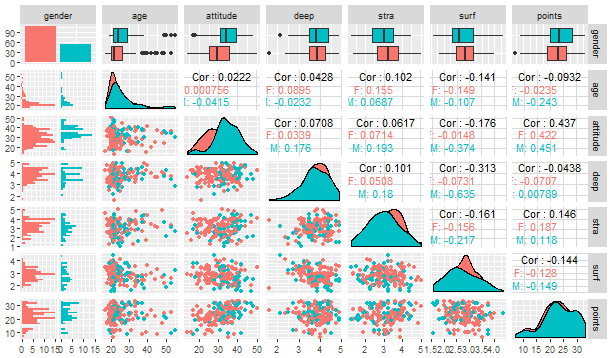 gender age attitude deep stra surf points
90
60
30
0
gender
50
40
30
20
Cor : 0.0222 Cor : 0.0428 Cor : 0.102 Cor : -0.141 Cor : -0.0932
0.000756 F: 0.0895 F: 0.155 F: -0.149 -0.0235
-0.0415 M: -0.0232 M: 0.0687 M: -0.107 M: -0.243
age
50
40
30
20
Cor : 0.0708 Cor : 0.0617 Cor : -0.176 Cor : 0.437
F: 0.0339 F: 0.0714 -0.0148 F: 0.422
M: 0.176 M: 0.193 M: -0.374 M: 0.451
attitude
5
4
3
2
Cor : 0.101 Cor : -0.313 Cor : -0.0438
F: 0.0508 -0.0731 -0.0707
M: 0.18 M: -0.635 0.00789
deep
5
4
3
2
1
Cor : -0.161 Cor : 0.146
F: -0.156 F: 0.187
M: -0.217 M: 0.118
stra
4
3
2
Cor : -0.144
F: -0.128
M: -0.149
surf
30
20
10
points
0 5 10 15 0 5 10 15 20 30 40 50 20 30 40 50 2 3 4 5 1 2 3 4 5 1.5 2.0 2.5 3.0 3.5 4.0 10 20 30